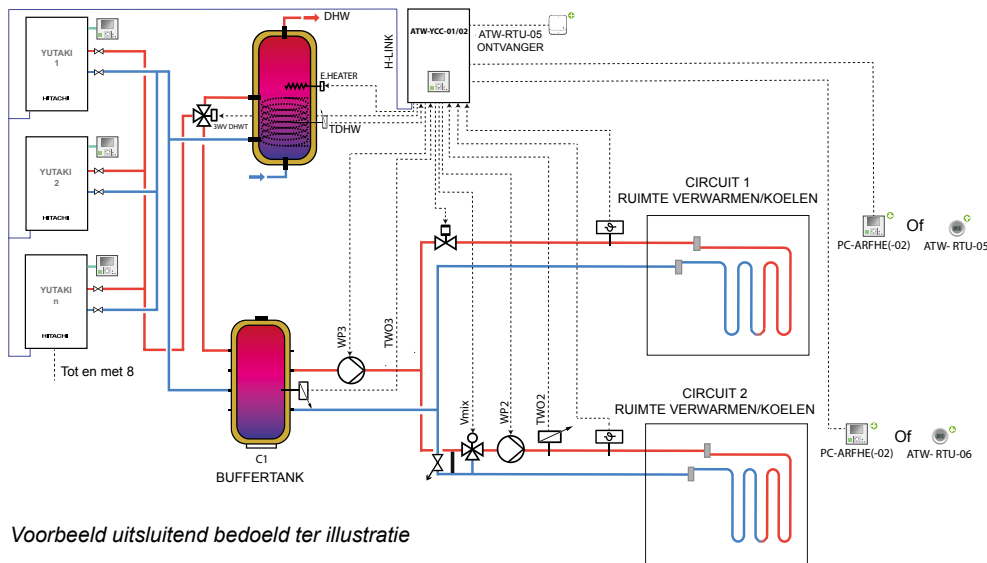 DHW
ATW-YCC-01/02
ATW-RTU-05
ONTVANGER
H-LINK
YUTAKI
1
HITACHI
E.HEATER
3WV DHWT
TDHW
YUTAKI
2
HITACHI
CIRCUIT 1
RUIMTE VERWARMEN/KOELEN
PC-ARFHE(-02)
Of
ATW- RTU-05
YUTAKI
n
HITACHI
Tot en met 8
WP3
TWO3
C1
BUFFERTANK
Vmix
WP2
TWO2
CIRCUIT 2
RUIMTE VERWARMEN/KOELEN
PC-ARFHE(-02)
Of
ATW- RTU-06
Voorbeeld uitsluitend bedoeld ter illustratie